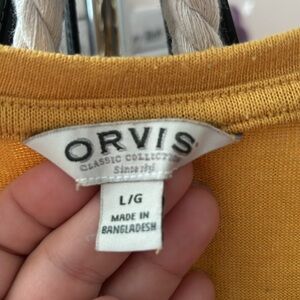 ORVIS
CLASSIC COLLECTION
Since 1856
L/G
MADE IN
BANGLADESH